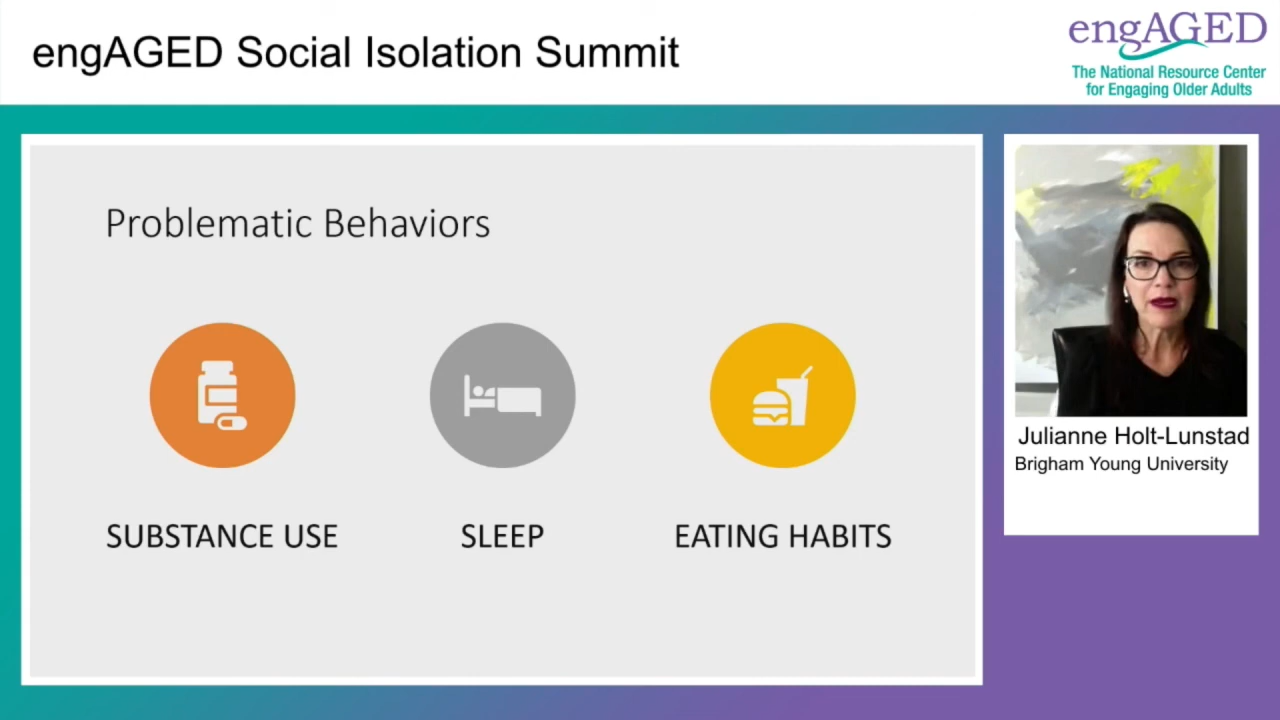 engAGED Social Isolation Summit
engAGED
The National Resource Center
for Engaging Older Adults
Problematic Behaviors
SUBSTANCE USE
SLEEP
EATING HABITS
Julianne Holt-Lunstad
Brigham Young University